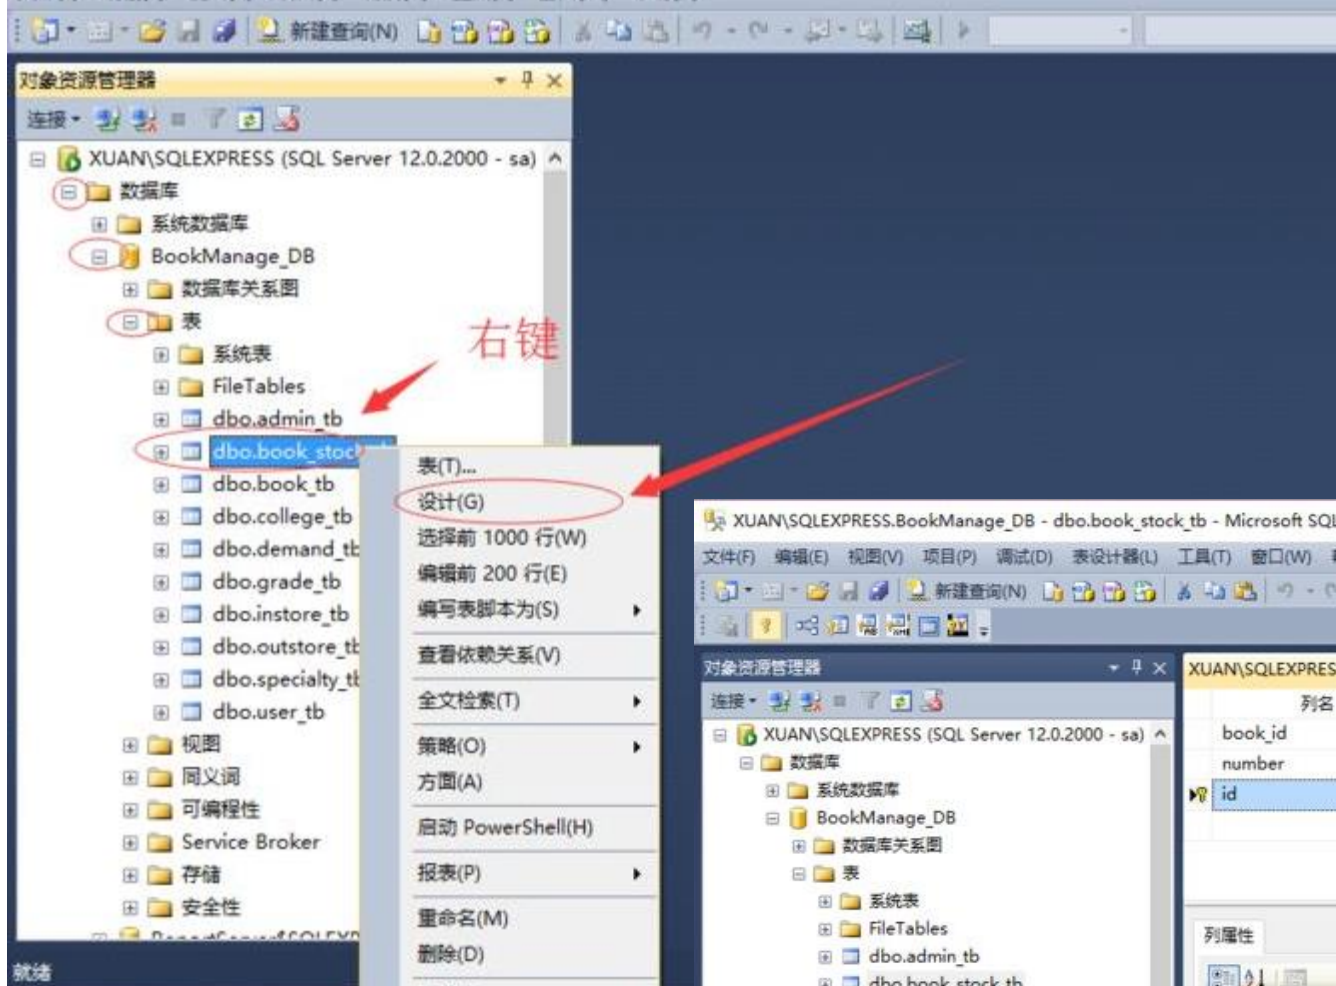 新建查询(N)
对象资源管理器
连接
XUAN\SQLEXPRESS (SQL Server 12.0.2000 - sa)
数据库
系统数据库
BookManage_DB
数据库关系图
表
右键
系统表
FileTables
dbo.admin_tb
dbo.book_stoc
dbo.book_tb
dbo.college_tb
dbo.demand_tb
dbo.grade_tb
dbo.instore_tb
dbo.outstore_tb
dbo.specialty_tb
dbo.user_tb
视图
同义词
可编程性
Service Broker
存储
安全性
就绪
表(T)...
设计(G)
选择前 1000 行(W)
编辑前 200 行(E)
编写表脚本为(S)
查看依赖关系(V)
全文检索(T)
策略(O)
方面(A)
启动 PowerShell(H)
报表(P)
重命名(M)
删除(D)
XUAN\SQLEXPRESS.BookManage_DB - dbo.book_stock_tb - Microsoft SQL
文件(F) 编辑(E) 视图(V) 项目(P) 调试(D) 表设计器(L) 工具(T) 窗口(W)
新建查询(N)
对象资源管理器
连接
XUAN\SQLEXPRESS (SQL Server 12.0.2000 - sa)
数据库
系统数据库
BookManage_DB
数据库关系图
表
系统表
FileTables
dbo.admin_tb
dbo.book_stock_tb
XUAN\SQLEXPRES
列名
book_id
number
id
列属性